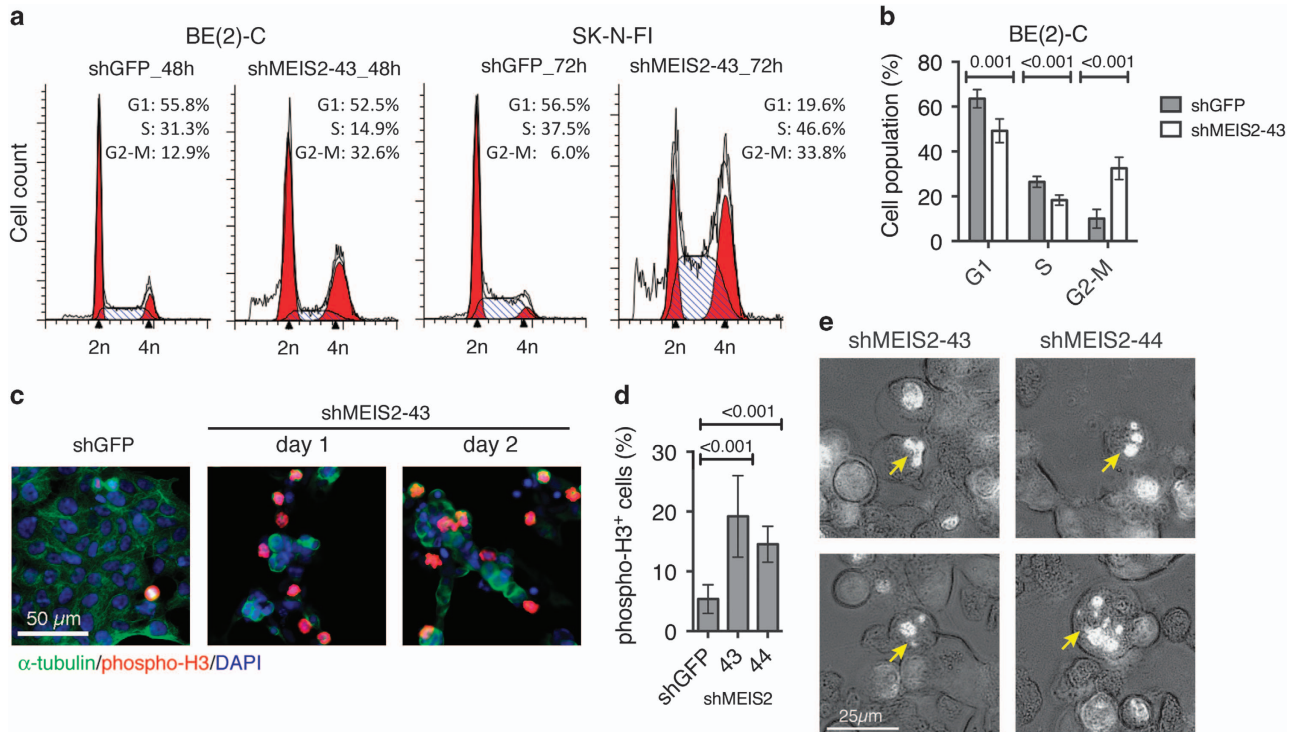 a
BE(2)-C
SK-N-FI
shGFP_48h
shMEIS2-43_48h
shGFP_72h
shMEIS2-43_72h
G1: 55.8%
S: 31.3%
G2-M: 12.9%
G1: 52.5%
S: 14.9%
G2-M: 32.6%
G1: 56.5%
S: 37.5%
G2-M: 6.0%
G1: 19.6%
S: 46.6%
G2-M: 33.8%
Cell count
2n 4n
2n 4n
2n 4n
2n 4n
b
BE(2)-C
0.001 <0.001 <0.001
Cell population (%)
80
60
40
20
0
G1 S G2-M
shGFP
shMEIS2-43
c
shMEIS2-43
shGFP
day 1
day 2
50 µm
α-tubulin/phospho-H3/DAPI
d
<0.001
<0.001
phospho-H3+ cells (%)
30
20
10
0
shGFP 43 44
shMEIS2
e
shMEIS2-43
shMEIS2-44
25µm